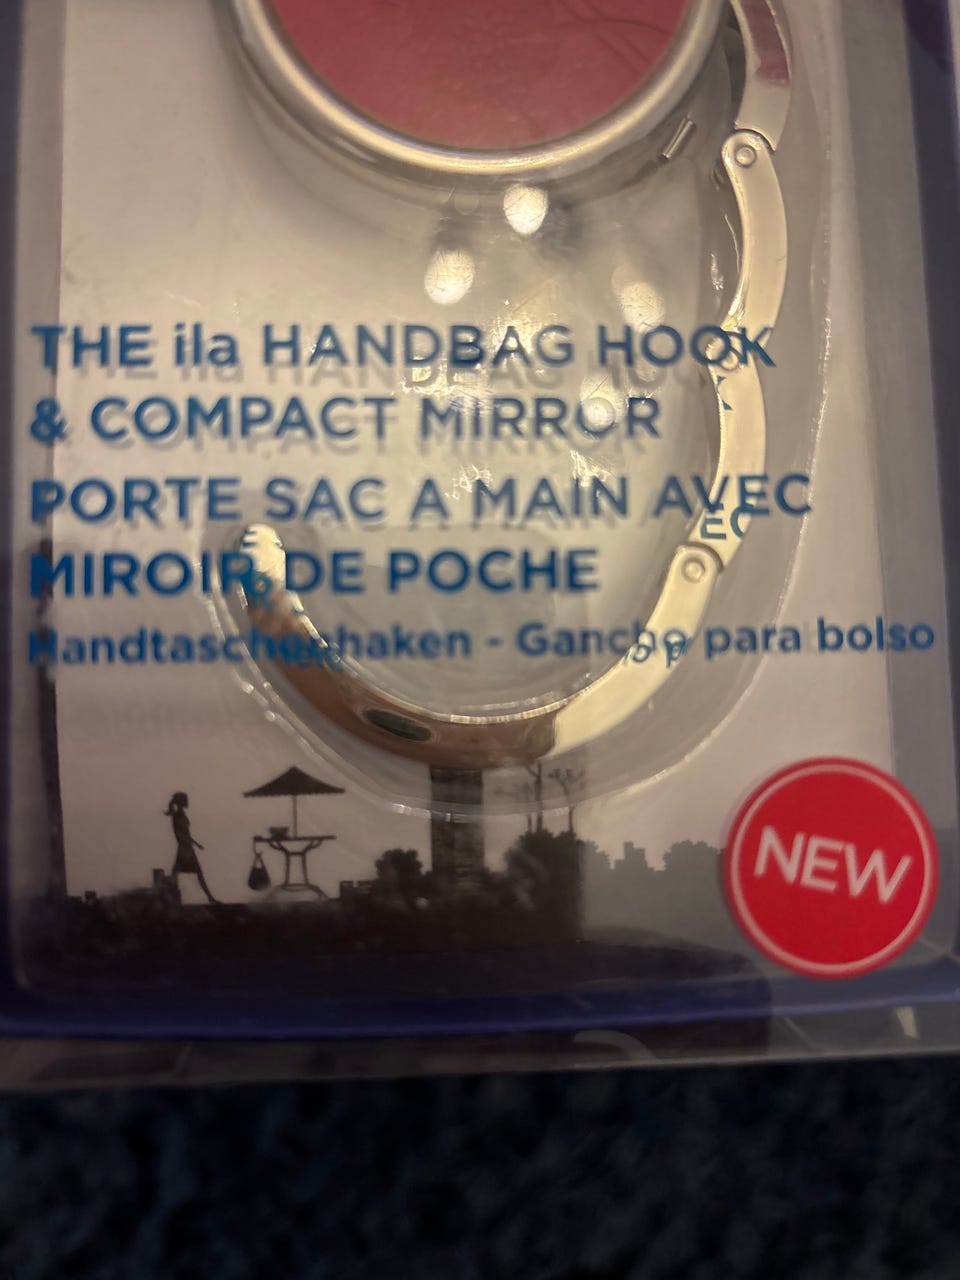 THE ila HANDBAG HOOK
& COMPACT MIRROR
PORTE SAC A MAIN AVEC
MIROIR DE POCHE
Handtaschenhaken - Gancho para bolso
NEW